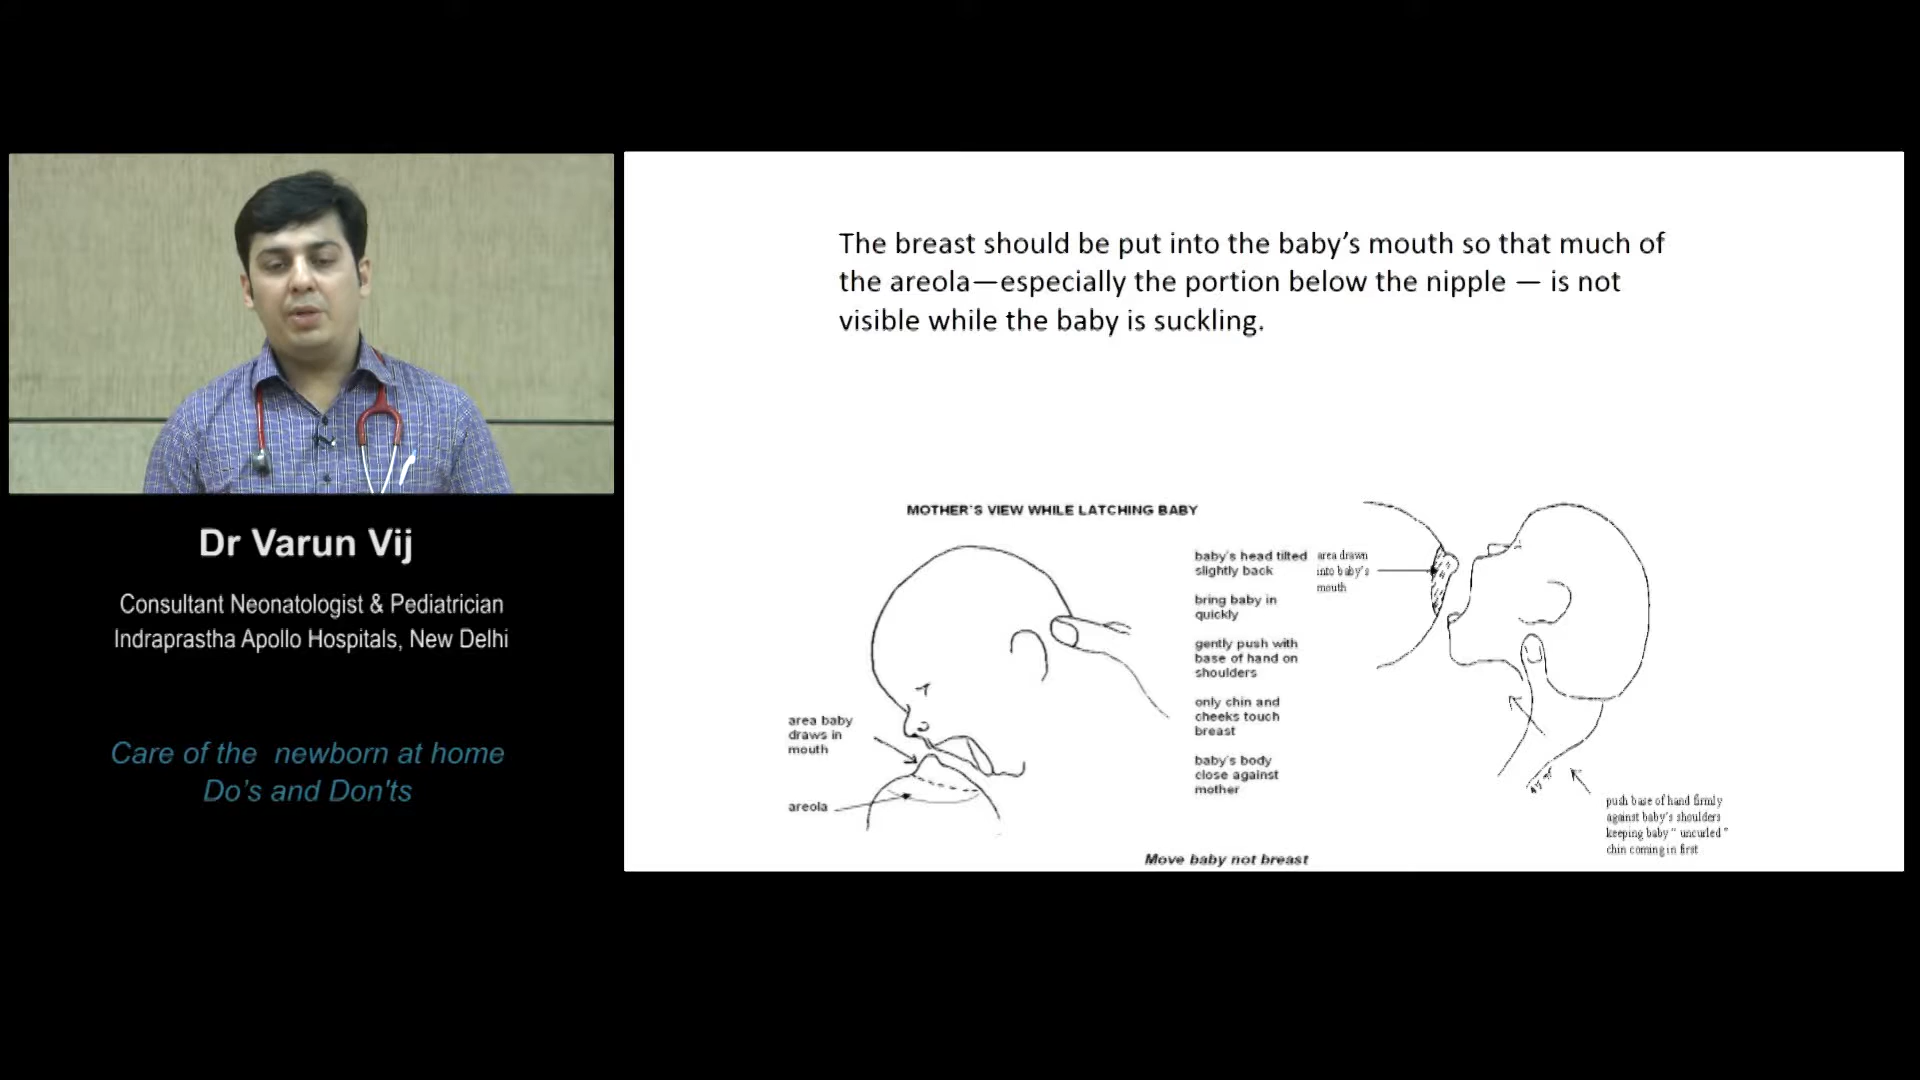 Dr Varun Vij
Consultant Neonatologist & Pediatrician
Indraprastha Apollo Hospitals, New Delhi
Care of the newborn at home
Do's and Don'ts
The breast should be put into the baby's mouth so that much of
the areola—especially the portion below the nipple — is not
visible while the baby is suckling.
MOTHER'S VIEW WHILE LATCHING BABY
area baby
draws in
mouth
areola
baby's head tilted
slightly back
bring baby in
quickly
gently push with
base of hand on
shoulders
only chin and
cheeks touch
breast
baby's body
close against
mother
Move baby not breast
area drawn
into baby's
mouth
push base of hand firmly
against baby's shoulders
keeping baby " uncurled "
chin coming in first